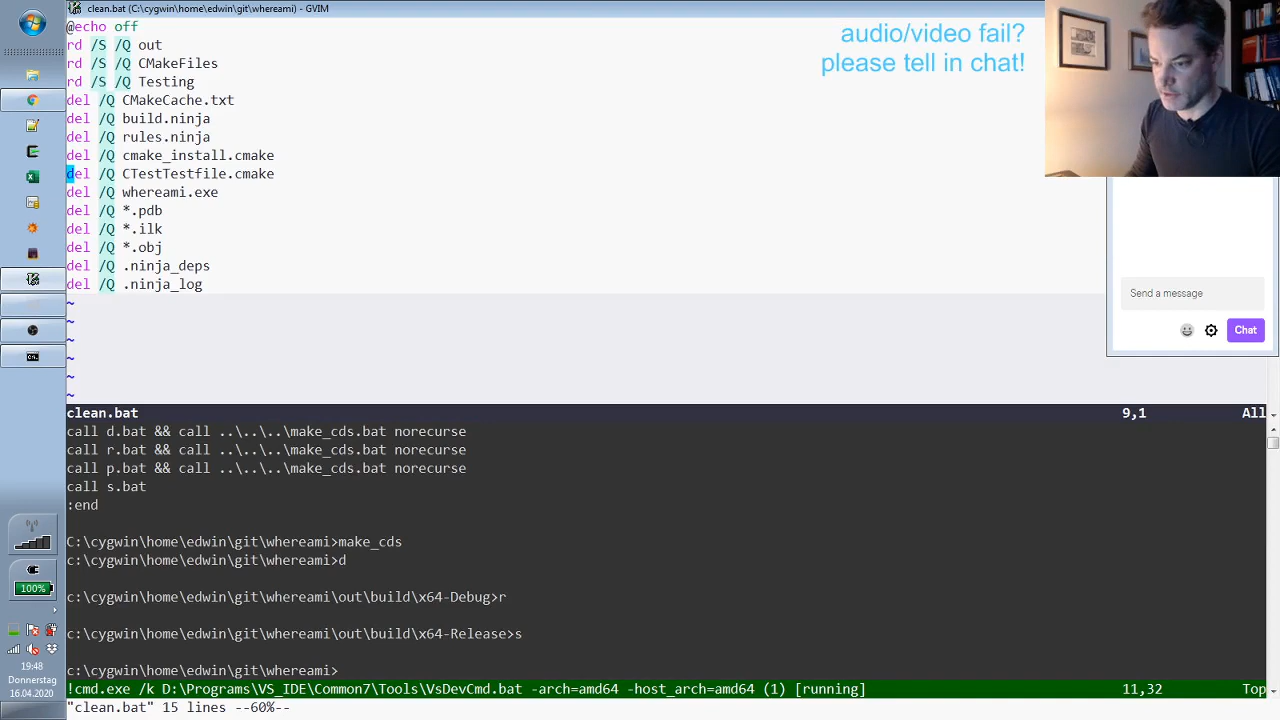 clean.bat (C:\cygwin\home\edwin\git\whereami) - GVIM
@echo off
rd /S /Q out
rd /S /Q CMakeFiles
rd /S /Q Testing
del /Q CMakeCache.txt
del /Q build.ninja
del /Q rules.ninja
del /Q cmake_install.cmake
del /Q CTestTestfile.cmake
del /Q whereami.exe
del /Q *.pdb
del /Q *.ilk
del /Q *.obj
del /Q .ninja_deps
del /Q .ninja_log
~
~
~
~
~
~
audio/video fail?
please tell in chat!
Send a message
Chat
clean.bat 9,1 All
call d.bat && call ..\..\..\make_cds.bat norecurse
call r.bat && call ..\..\..\make_cds.bat norecurse
call p.bat && call ..\..\..\make_cds.bat norecurse
call s.bat
:end
C:\cygwin\home\edwin\git\whereami>make_cds
c:\cygwin\home\edwin\git\whereami>d
c:\cygwin\home\edwin\git\whereami\out\build\x64-Debug>r
c:\cygwin\home\edwin\git\whereami\out\build\x64-Release>s
c:\cygwin\home\edwin\git\whereami>
!cmd.exe /k D:\Programs\VS_IDE\Common7\Tools\VsDevCmd.bat -arch=amd64 -host_arch=amd64 (1) [running] 11,32 Top
"clean.bat" 15 lines --60%--
100%
19:48
Donnerstag
16.04.2020